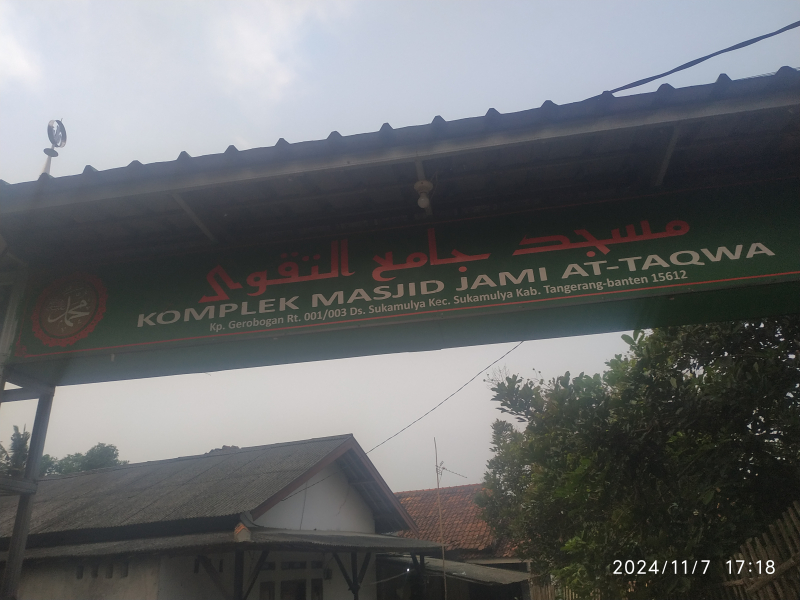 مسجد جامع التقوى
KOMPLEK MASJID JAMI AT-TAQWA
Kp. Gerobogan Rt. 001/003 Ds. Sukamulya Kec. Sukamulya Kab. Tangerang-banten 15612
محمد
2024/11/7 17:18